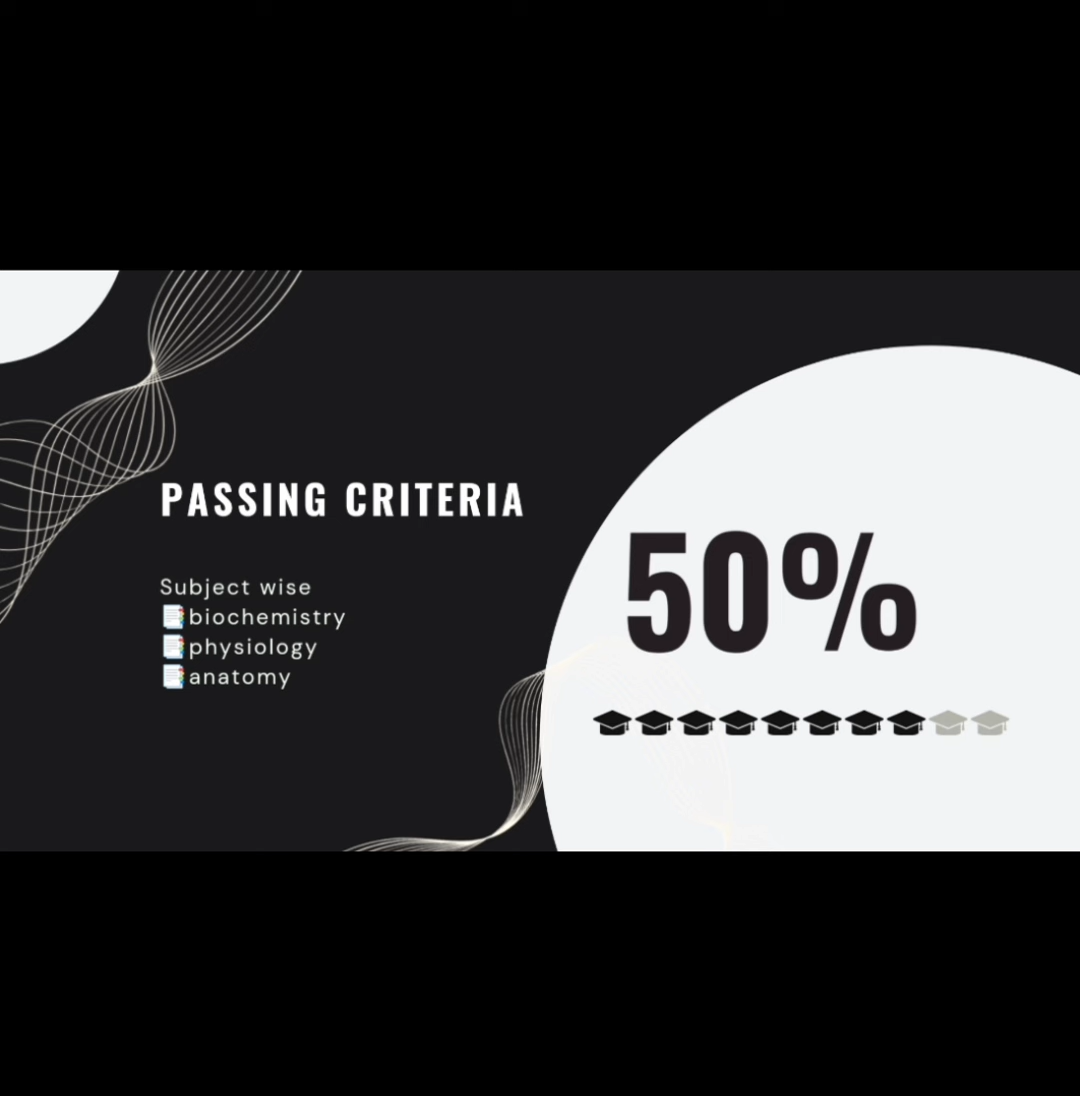 PASSING CRITERIA
Subject wise
📑biochemistry
📑physiology
📑anatomy
50%